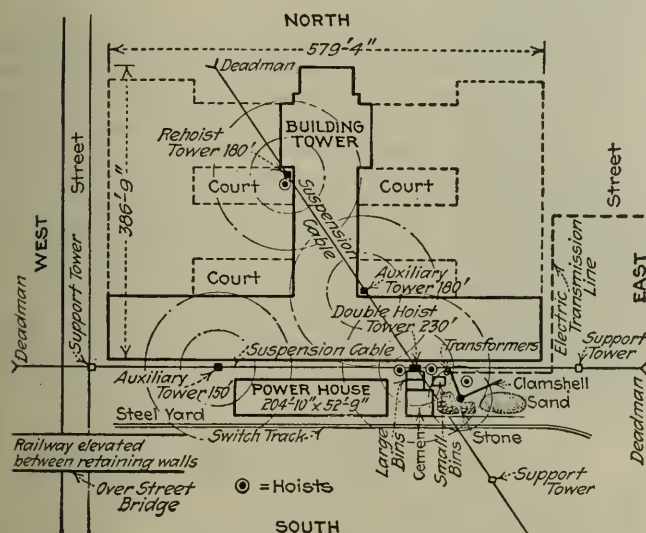 NORTH
579'-4"
Deadman
Rehoist
Tower 180'
BUILDING
TOWER
Street
WEST
Support Tower
Deadman
386'-9"
Court
Court
Suspension
Cable
Court
Auxiliary
Tower 180'
Double Hoist
Tower 230'
Street
Electric
Transmission
Line
EAST
Suspension Cable
Transformers
Support
Tower
Auxiliary
Tower 150'
POWER HOUSE
204'-10" x 52'-9"
Clamshell
Sand
Deadman
Steel Yard
Switch Track
Large
Bins
Cement
Small
Bins
Stone
Railway elevated
between retaining walls
Over Street
Bridge
= Hoists
Support
Tower
SOUTH